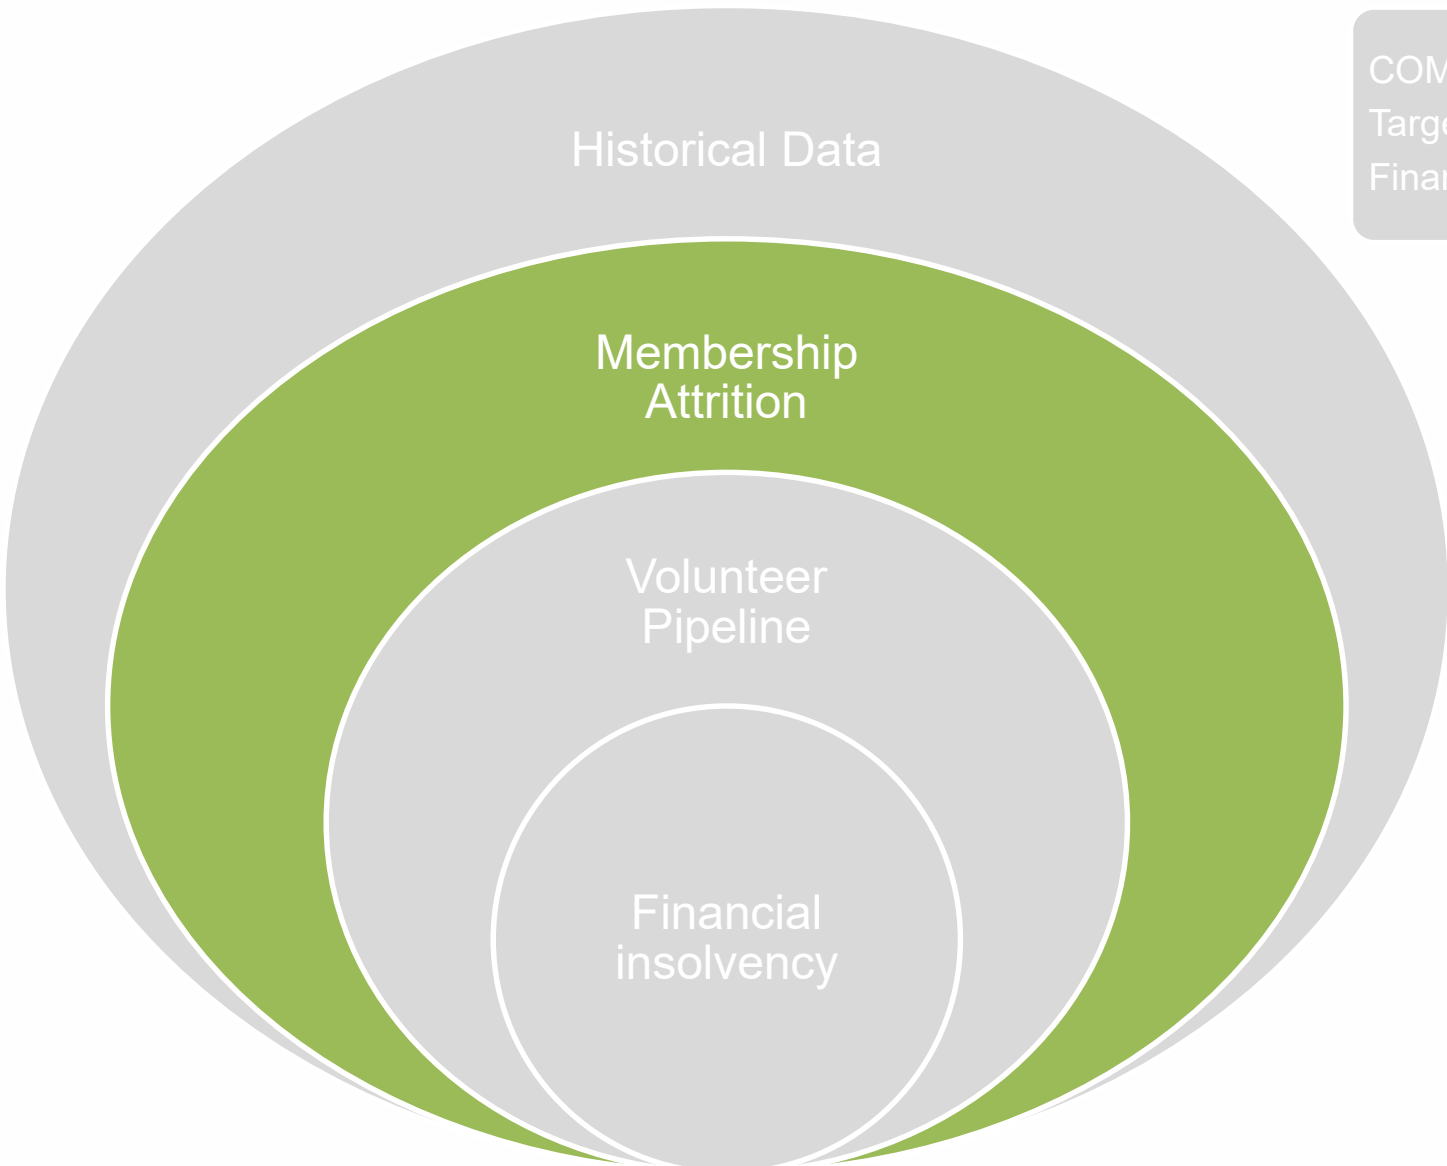 Historical Data
Membership
Attrition
Volunteer
Pipeline
Financial
insolvency